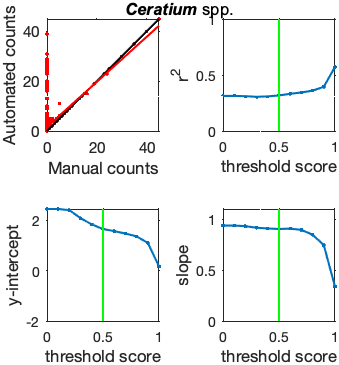 Ceratium spp.
Automated counts
40
20
0
0
20
40
Manual counts
r²
1
0.5
0
0
0.5
1
threshold score
y-intercept
2
0
-2
0
0.5
1
threshold score
slope
1
0.5
0
0
0.5
1
threshold score